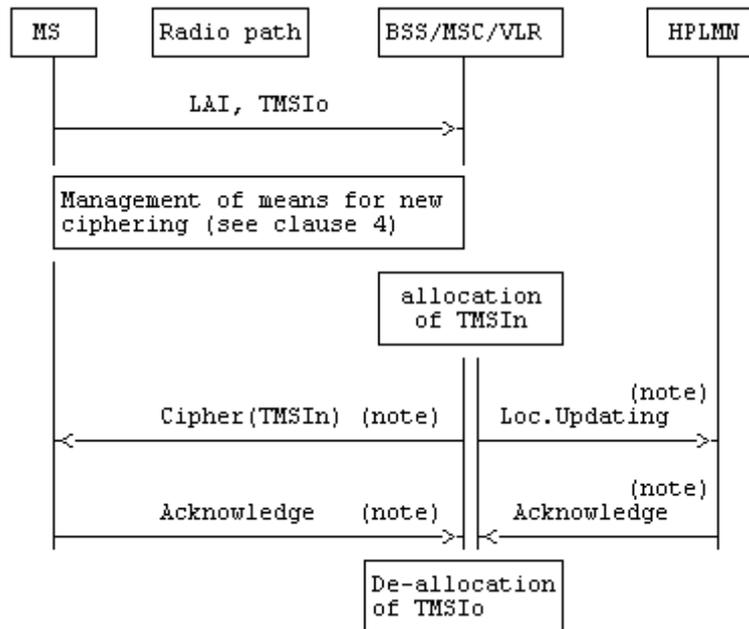 MS
Radio path
BSS/MSC/VLR
HPLMN
LAI, TMSIo
Management of means for new
ciphering (see clause 4)
allocation
of TMSIn
(note)
Cipher(TMSIn) (note)
Loc.Updating
(note)
Acknowledge (note)
Acknowledge
De-allocation
of TMSIo